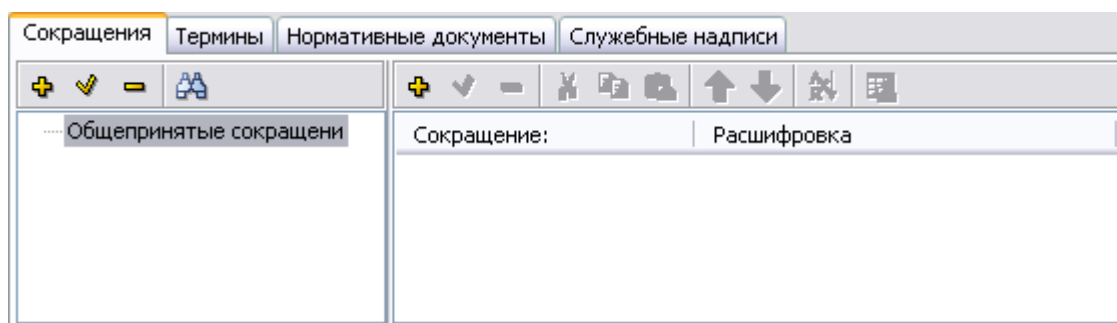 Сокращения Термины Нормативные документы Служебные надписи
Общепринятые сокращени
Сокращение: Расшифровка